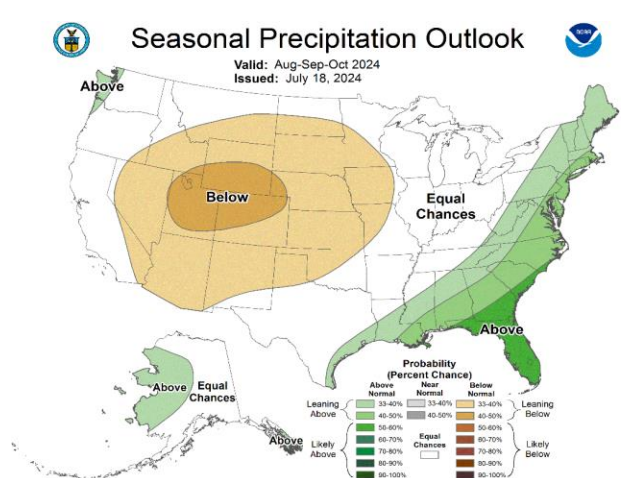 Seasonal Precipitation Outlook
NOAA
Valid: Aug-Sep-Oct 2024
Issued: July 18, 2024
Above
Below
Equal
Chances
Above
Above
Equal
Chances
Above
Probability
(Percent Chance)
Above
Normal
Near
Normal
Below
Normal
Leaning
Above
33-40%
33-40%
33-40%
Leaning
Below
40-50%
40-50%
40-50%
Likely
Above
50-60%
Equal
Chances
50-60%
Likely
Below
60-70%
60-70%
70-80%
70-80%
80-90%
80-90%
90-100%
90-100%